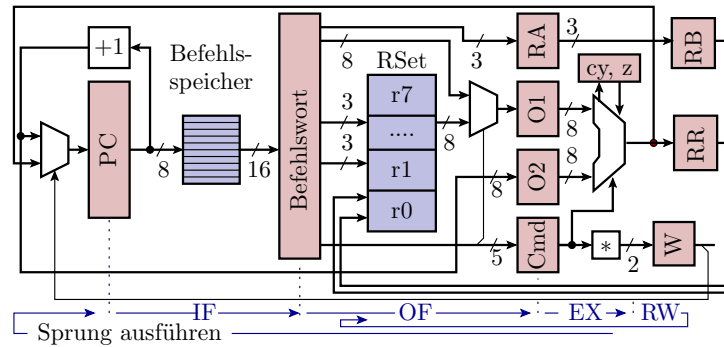 +1
Befehls-
speicher
RSet
PC
8
16
Befehlswort
8
3
3
r7
....
r1
r0
8
3
RA
3
RB
cy, z
O1
8
8
O2
8
RR
5
Cmd
*
2
W
IF
OF
EX
RW
Sprung ausführen